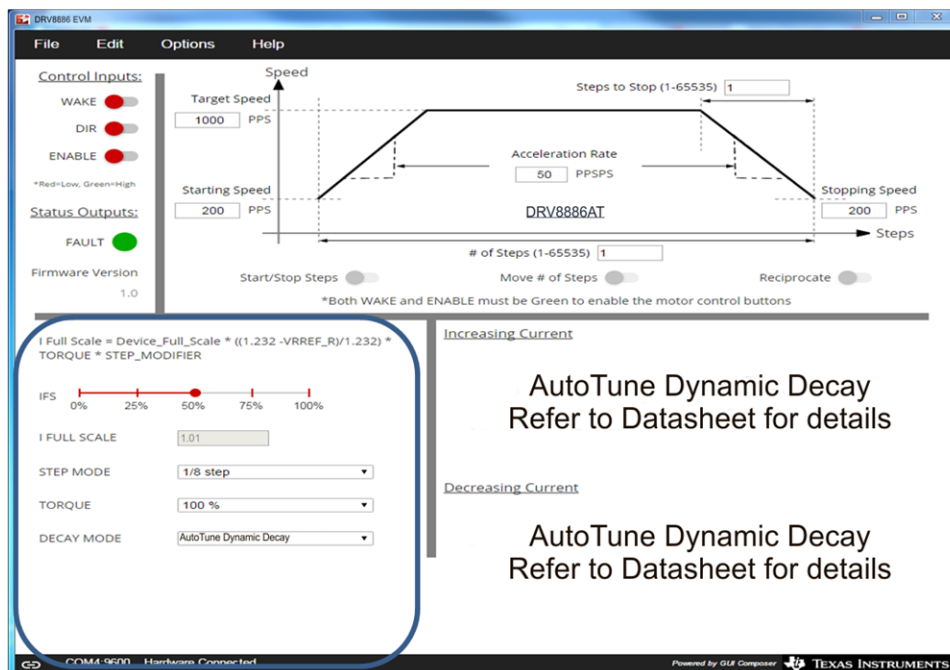 DRV8886 EVM
File Edit Options Help
Control Inputs:
WAKE
DIR
ENABLE
*Red=Low, Green=High
Status Outputs:
FAULT
Firmware Version
1.0
Speed
Target Speed
1000 PPS
Steps to Stop (1-65535) 1
Acceleration Rate
50 PPSPS
Starting Speed
200 PPS
DRV8886AT
Stopping Speed
200 PPS
Steps
# of Steps (1-65535) 1
Start/Stop Steps Move # of Steps Reciprocate
*Both WAKE and ENABLE must be Green to enable the motor control buttons
I Full Scale = Device_Full_Scale * ((1.232 -VRREF_R)/1.232) *
TORQUE * STEP_MODIFIER
IFS
0% 25% 50% 75% 100%
I FULL SCALE 1.01
STEP MODE 1/8 step
TORQUE 100 %
DECAY MODE AutoTune Dynamic Decay
Increasing Current
AutoTune Dynamic Decay
Refer to Datasheet for details
Decreasing Current
AutoTune Dynamic Decay
Refer to Datasheet for details
COM4:9600 Hardware Connected
Powered by GUI Composer TEXAS INSTRUMENTS